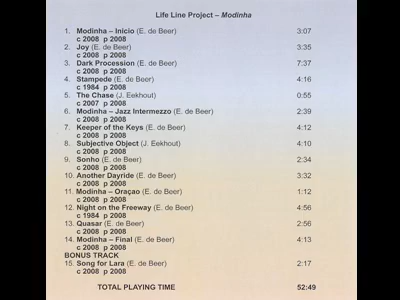 Life Line Project – Modinha
1. Modinha – Início (E. de Beer) 3:07
c 2008 p 2008
2. Joy (E. de Beer) 3:35
c 2008 p 2008
3. Dark Procession (E. de Beer) 7:37
c 2008 p 2008
4. Stampede (E. de Beer) 4:16
c 1984 p 2008
5. The Chase (J. Eekhout) 0:55
c 2007 p 2008
6. Modinha – Jazz Intermezzo (E. de Beer) 2:39
c 2008 p 2008
7. Keeper of the Keys (E. de Beer) 4:12
c 2008 p 2008
8. Subjective Object (J. Eekhout) 4:10
c 2008 p 2008
9. Sonho (E. de Beer) 2:34
c 2008 p 2008
10. Another Dayride (E. de Beer) 3:32
c 2008 p 2008
11. Modinha – Oraçao (E. de Beer) 1:12
c 2008 p 2008
12. Night on the Freeway (E. de Beer) 4:56
c 1984 p 2008
13. Quasar (E. de Beer) 2:56
c 2008 p 2008
14. Modinha – Final (E. de Beer) 4:13
c 2008 p 2008
BONUS TRACK
15. Song for Lara (E. de Beer) 2:17
c 2008 p 2008
TOTAL PLAYING TIME 52:49